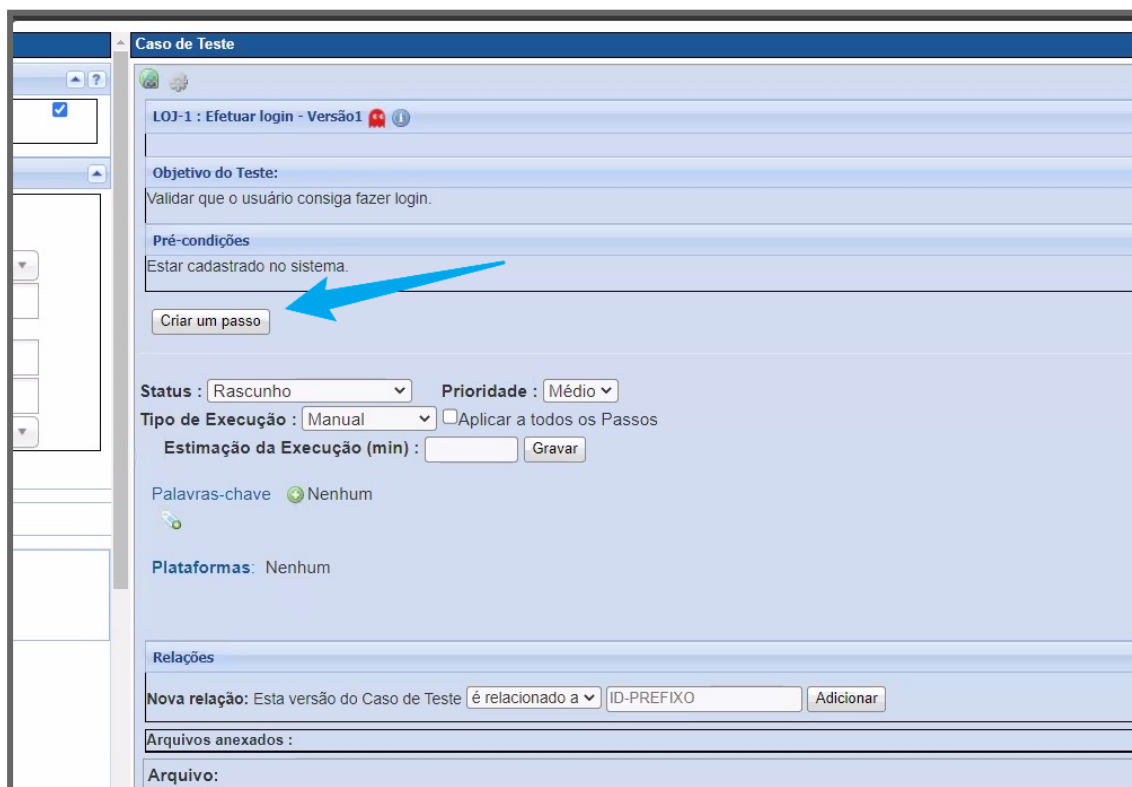 Caso de Teste
?
LOJ-1 : Efetuar login - Versão1
Objetivo do Teste:
Validar que o usuário consiga fazer login.
Pré-condições
Estar cadastrado no sistema.
Criar um passo
Status : Rascunho Prioridade : Médio
Tipo de Execução : Manual Aplicar a todos os Passos
Estimação da Execução (min) : Gravar
Palavras-chave Nenhum
Plataformas: Nenhum
Relações
Nova relação: Esta versão do Caso de Teste é relacionado a ID-PREFIXO Adicionar
Arquivos anexados :
Arquivo: